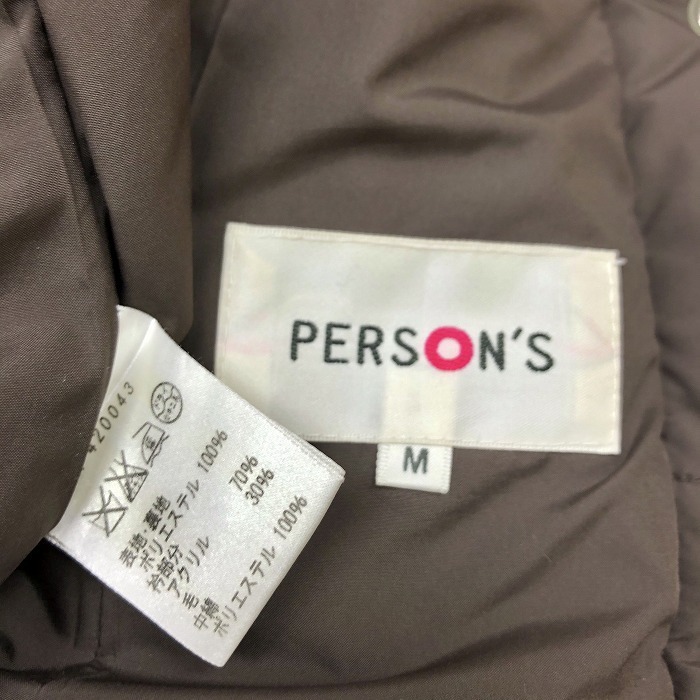 PERSON'S
M
420043
表地・裏地
ポリエステル 100%
衿部分
アクリル 70%
毛 30%
中綿
ポリエステル 100%